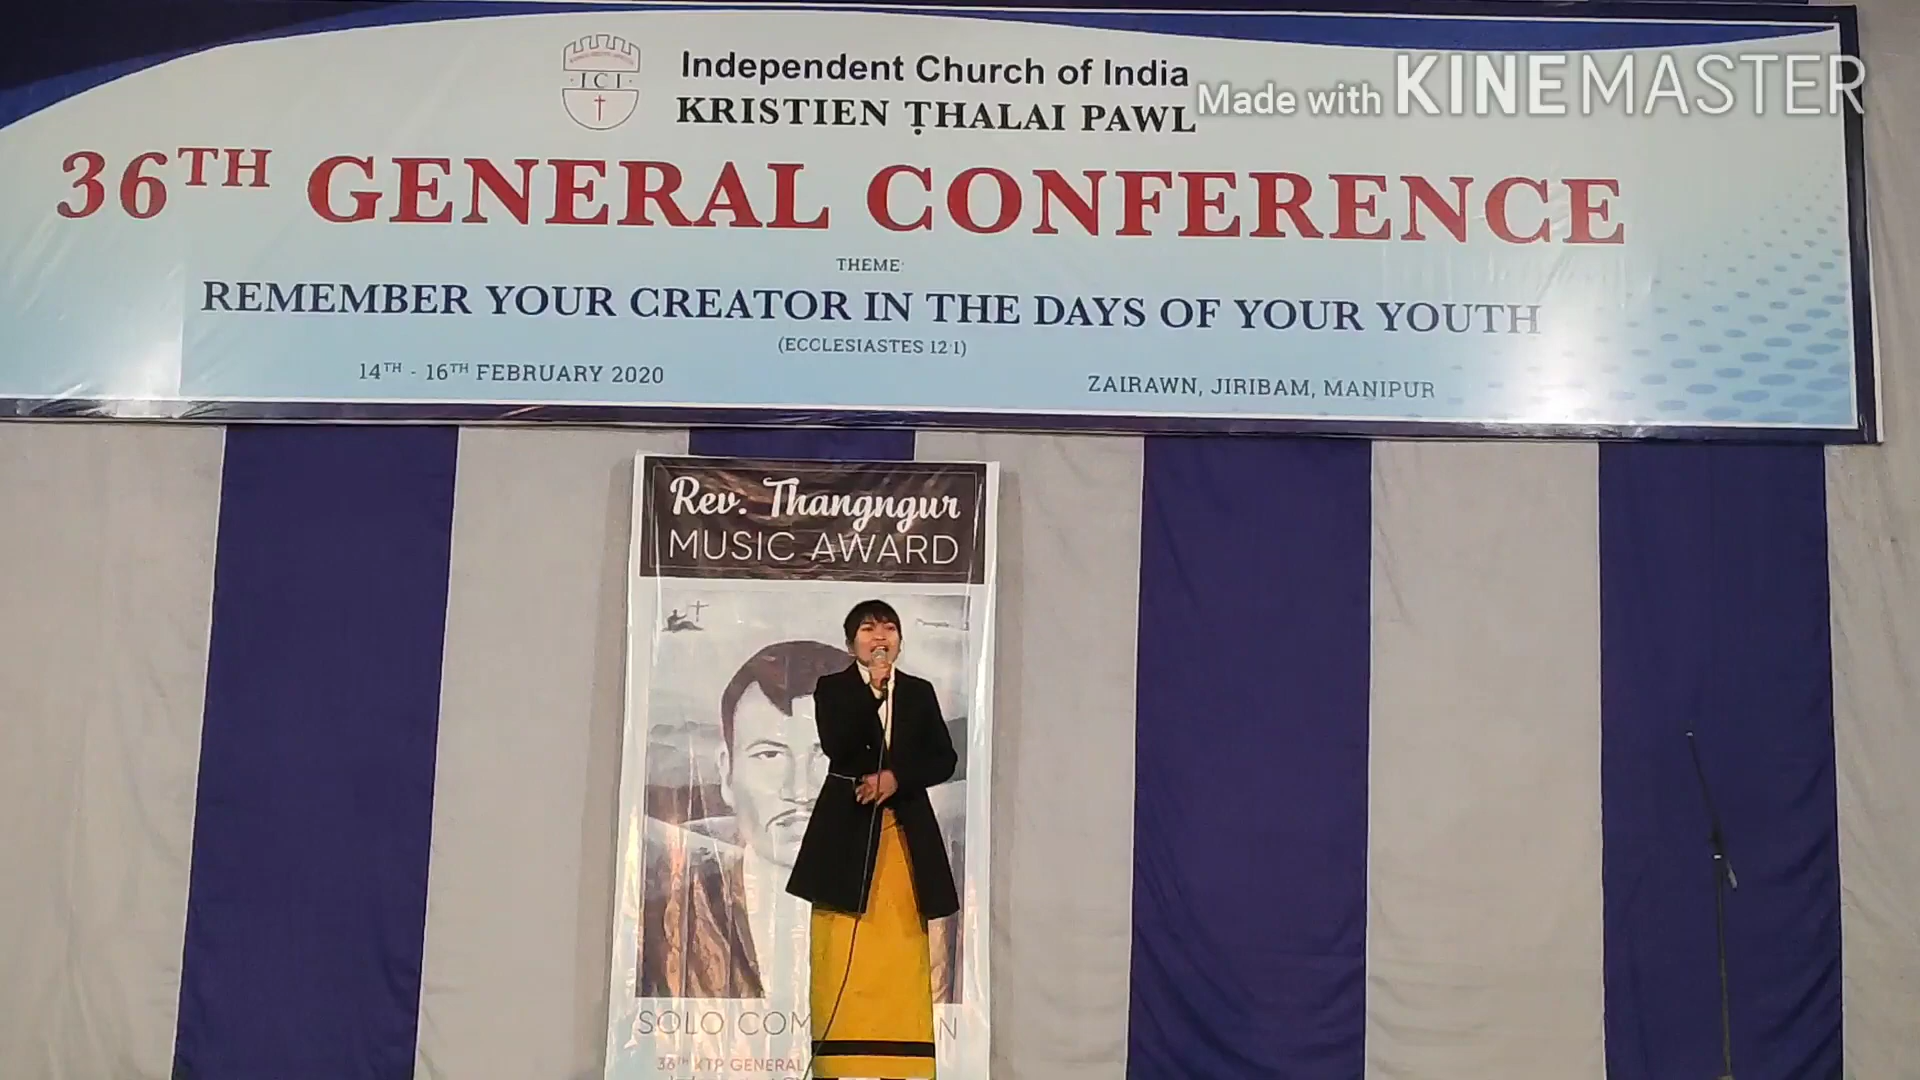 Independent Church of India
KRISTIEN ṬHALAI PAWL
Made with KINEMASTER
ICI
36TH GENERAL CONFERENCE
THEME:
REMEMBER YOUR CREATOR IN THE DAYS OF YOUR YOUTH
(ECCLESIASTES 12:1)
14TH - 16TH FEBRUARY 2020
ZAIRAWN, JIRIBAM, MANIPUR
Rev. Thangngur
MUSIC AWARD
SOLO
36TH KTP GENERAL